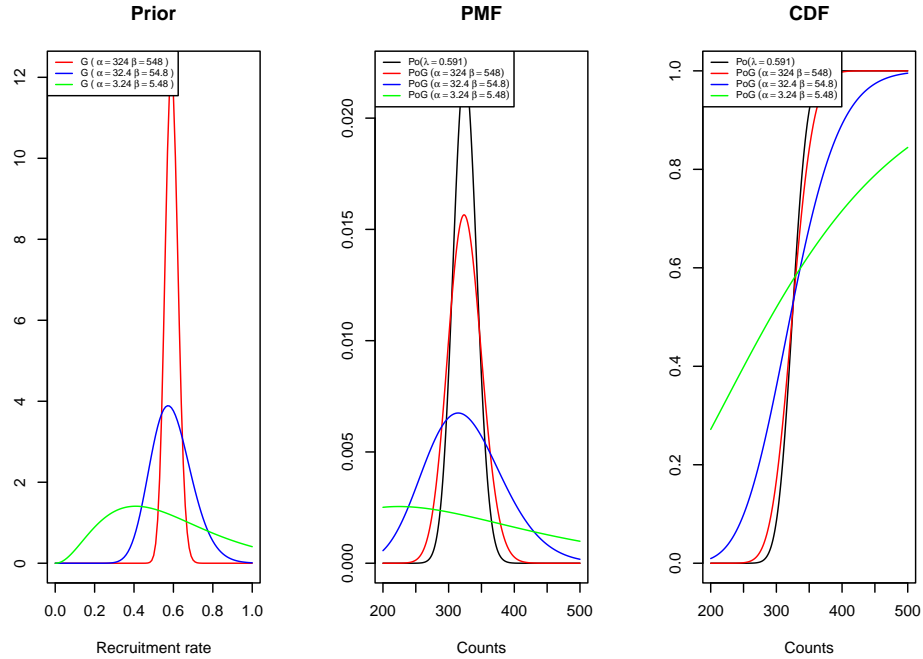 Prior
G ( α = 324 β = 548 )
G ( α = 32.4 β = 54.8 )
G ( α = 3.24 β = 5.48 )
12
10
8
6
4
2
0
0.0 0.2 0.4 0.6 0.8 1.0
Recruitment rate
PMF
Po(λ = 0.591)
PoG ( α = 324 β = 548 )
PoG ( α = 32.4 β = 54.8 )
PoG ( α = 3.24 β = 5.48 )
0.020
0.015
0.010
0.005
0.000
200 300 400 500
Counts
CDF
Po(λ = 0.591)
PoG ( α = 324 β = 548 )
PoG ( α = 32.4 β = 54.8 )
PoG ( α = 3.24 β = 5.48 )
1.0
0.8
0.6
0.4
0.2
0.0
200 300 400 500
Counts